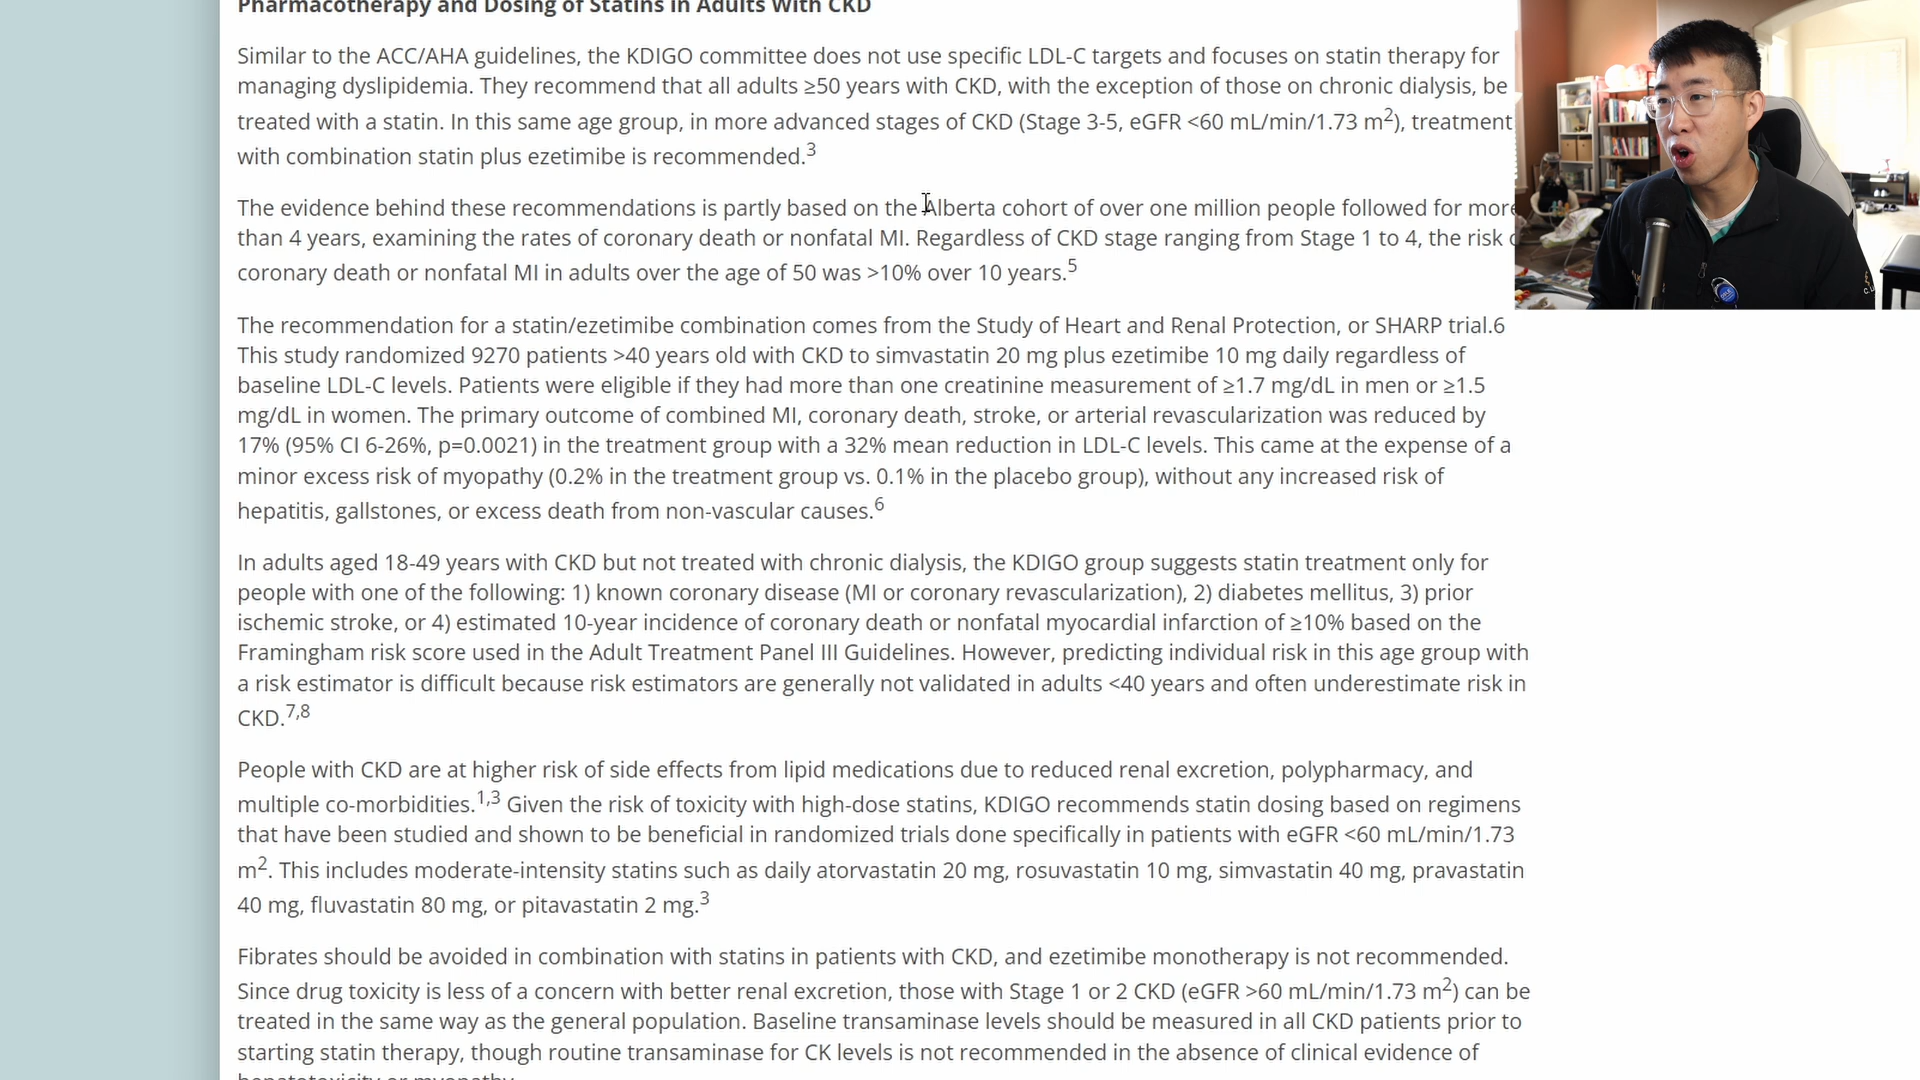 Pharmacotherapy and Dosing of Statins in Adults With CKD
Similar to the ACC/AHA guidelines, the KDIGO committee does not use specific LDL-C targets and focuses on statin therapy for
managing dyslipidemia. They recommend that all adults ≥50 years with CKD, with the exception of those on chronic dialysis, be
treated with a statin. In this same age group, in more advanced stages of CKD (Stage 3-5, eGFR <60 mL/min/1.73 m2), treatment
with combination statin plus ezetimibe is recommended.3
The evidence behind these recommendations is partly based on the Alberta cohort of over one million people followed for more
than 4 years, examining the rates of coronary death or nonfatal MI. Regardless of CKD stage ranging from Stage 1 to 4, the risk
coronary death or nonfatal MI in adults over the age of 50 was >10% over 10 years.5
The recommendation for a statin/ezetimibe combination comes from the Study of Heart and Renal Protection, or SHARP trial.6
This study randomized 9270 patients >40 years old with CKD to simvastatin 20 mg plus ezetimibe 10 mg daily regardless of
baseline LDL-C levels. Patients were eligible if they had more than one creatinine measurement of ≥1.7 mg/dL in men or ≥1.5
mg/dL in women. The primary outcome of combined MI, coronary death, stroke, or arterial revascularization was reduced by
17% (95% CI 6-26%, p=0.0021) in the treatment group with a 32% mean reduction in LDL-C levels. This came at the expense of a
minor excess risk of myopathy (0.2% in the treatment group vs. 0.1% in the placebo group), without any increased risk of
hepatitis, gallstones, or excess death from non-vascular causes.6
In adults aged 18-49 years with CKD but not treated with chronic dialysis, the KDIGO group suggests statin treatment only for
people with one of the following: 1) known coronary disease (MI or coronary revascularization), 2) diabetes mellitus, 3) prior
ischemic stroke, or 4) estimated 10-year incidence of coronary death or nonfatal myocardial infarction of ≥10% based on the
Framingham risk score used in the Adult Treatment Panel III Guidelines. However, predicting individual risk in this age group with
a risk estimator is difficult because risk estimators are generally not validated in adults <40 years and often underestimate risk in
CKD.7,8
People with CKD are at higher risk of side effects from lipid medications due to reduced renal excretion, polypharmacy, and
multiple co-morbidities.1,3 Given the risk of toxicity with high-dose statins, KDIGO recommends statin dosing based on regimens
that have been studied and shown to be beneficial in randomized trials done specifically in patients with eGFR <60 mL/min/1.73
m2. This includes moderate-intensity statins such as daily atorvastatin 20 mg, rosuvastatin 10 mg, simvastatin 40 mg, pravastatin
40 mg, fluvastatin 80 mg, or pitavastatin 2 mg.3
Fibrates should be avoided in combination with statins in patients with CKD, and ezetimibe monotherapy is not recommended.
Since drug toxicity is less of a concern with better renal excretion, those with Stage 1 or 2 CKD (eGFR >60 mL/min/1.73 m2) can be
treated in the same way as the general population. Baseline transaminase levels should be measured in all CKD patients prior to
starting statin therapy, though routine transaminase for CK levels is not recommended in the absence of clinical evidence of
hepatotoxicity or myopathy.